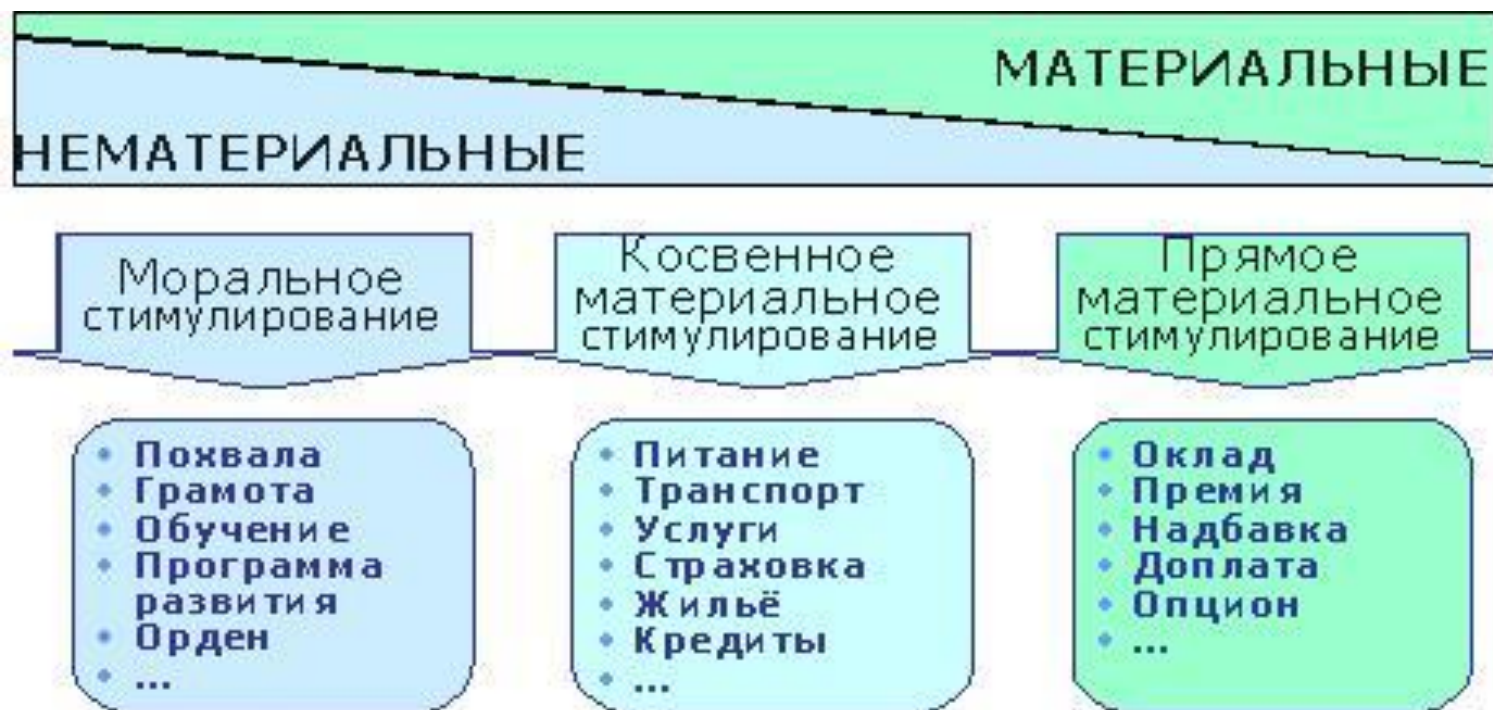 МАТЕРИАЛЬНЫЕ
НЕМАТЕРИАЛЬНЫЕ
Моральное
стимулирование
Косвенное
материальное
стимулирование
Прямое
материальное
стимулирование
• Похвала
• Грамота
• Обучение
• Программа
развития
• Орден
• ...
• Питание
• Транспорт
• Услуги
• Страховка
• Жильё
• Кредиты
• ...
• Оклад
• Премия
• Надбавка
• Доплата
• Опцион
• ...